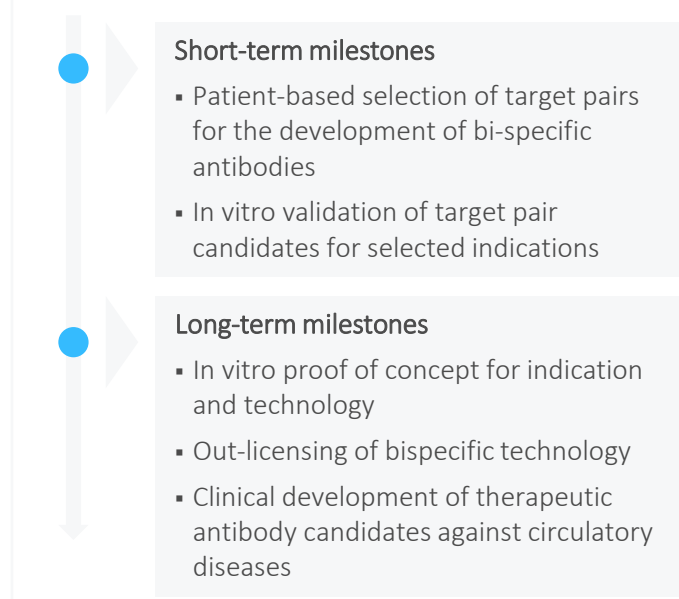 Short-term milestones
▪ Patient-based selection of target pairs
for the development of bi-specific
antibodies
▪ In vitro validation of target pair
candidates for selected indications
Long-term milestones
▪ In vitro proof of concept for indication
and technology
▪ Out-licensing of bispecific technology
▪ Clinical development of therapeutic
antibody candidates against circulatory
diseases